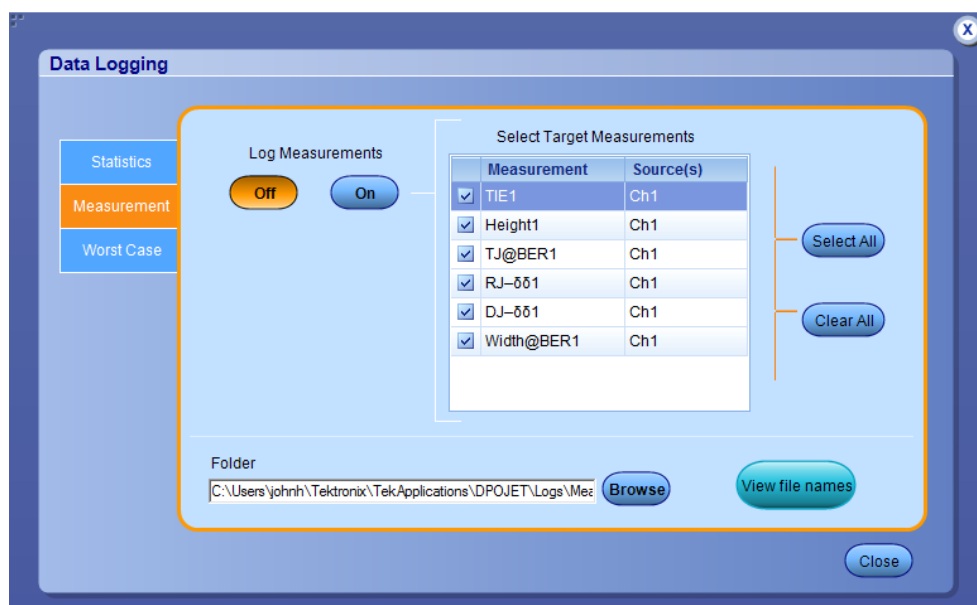 X
Data Logging
Statistics
Measurement
Worst Case
Log Measurements
Off On
Select Target Measurements
Measurement Source(s)
TIE1 Ch1
Height1 Ch1
TJ@BER1 Ch1
RJ–δδ1 Ch1
DJ–δδ1 Ch1
Width@BER1 Ch1
Select All
Clear All
Folder
C:\Users\johnh\Tektronix\TekApplications\DPOJET\Logs\Mea
Browse
View file names
Close